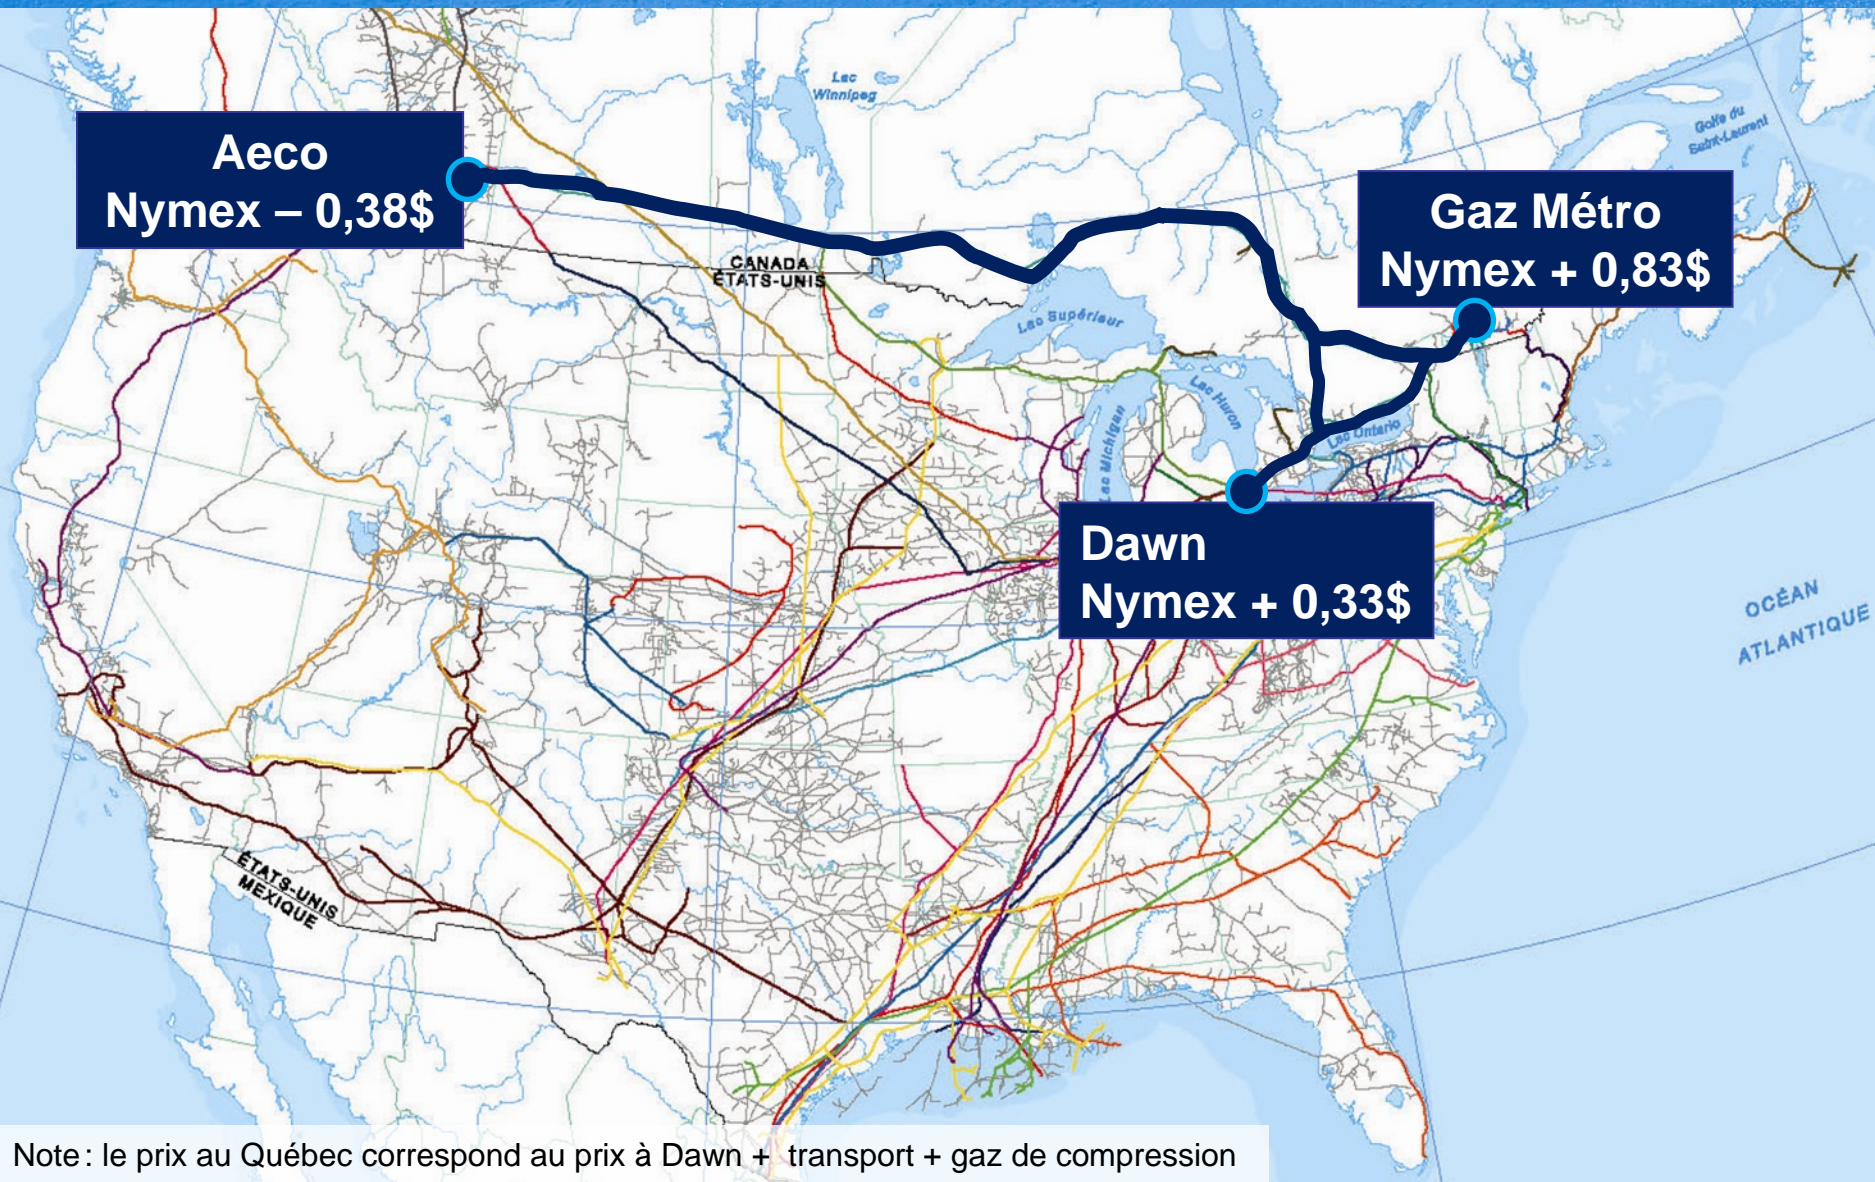 Lac
Winnipeg
Golfe du
Saint-Laurent
Aeco
Nymex – 0,38$
Gaz Métro
Nymex + 0,83$
CANADA
ÉTATS-UNIS
Lac Supérieur
Lac Huron
Lac Michigan
Lac Ontario
Dawn
Nymex + 0,33$
OCÉAN
ATLANTIQUE
ÉTATS-UNIS
MEXIQUE
Note : le prix au Québec correspond au prix à Dawn + transport + gaz de compression